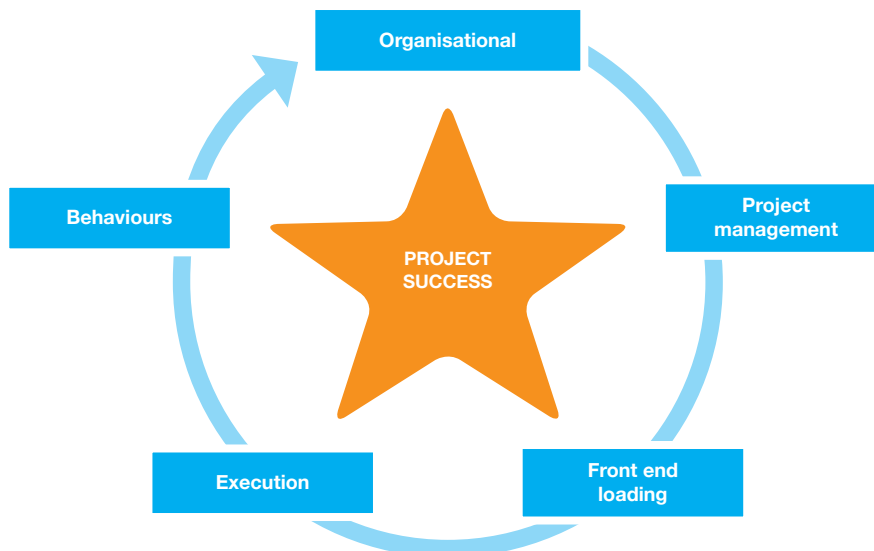 Organisational
Project
management
Behaviours
PROJECT
SUCCESS
Front end
loading
Execution